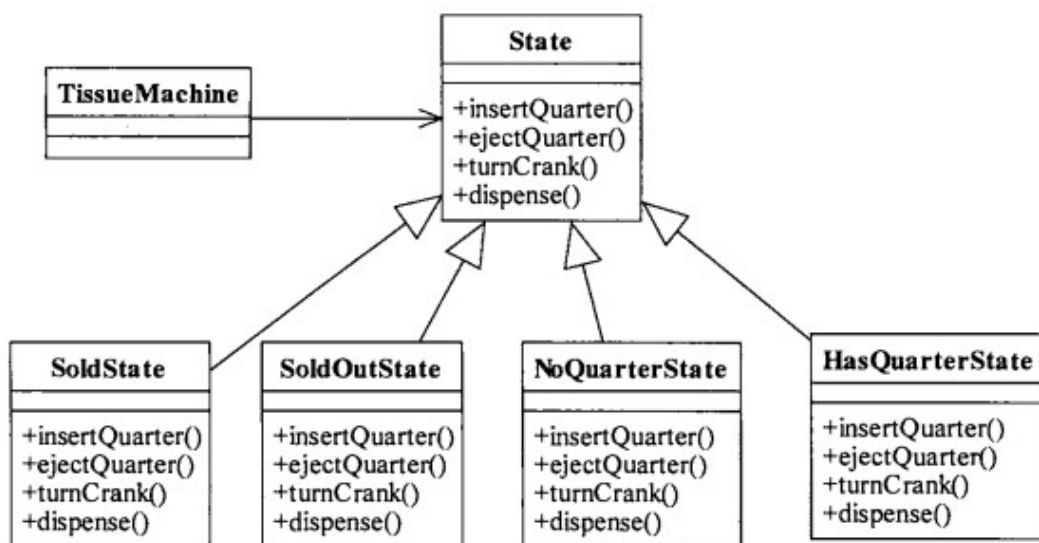 State
+insertQuarter()
+ejectQuarter()
+turnCrank()
+dispense()
TissueMachine
SoldState
+insertQuarter()
+ejectQuarter()
+turnCrank()
+dispense()
SoldOutState
+insertQuarter()
+ejectQuarter()
+turnCrank()
+dispense()
NoQuarterState
+insertQuarter()
+ejectQuarter()
+turnCrank()
+dispense()
HasQuarterState
+insertQuarter()
+ejectQuarter()
+turnCrank()
+dispense()